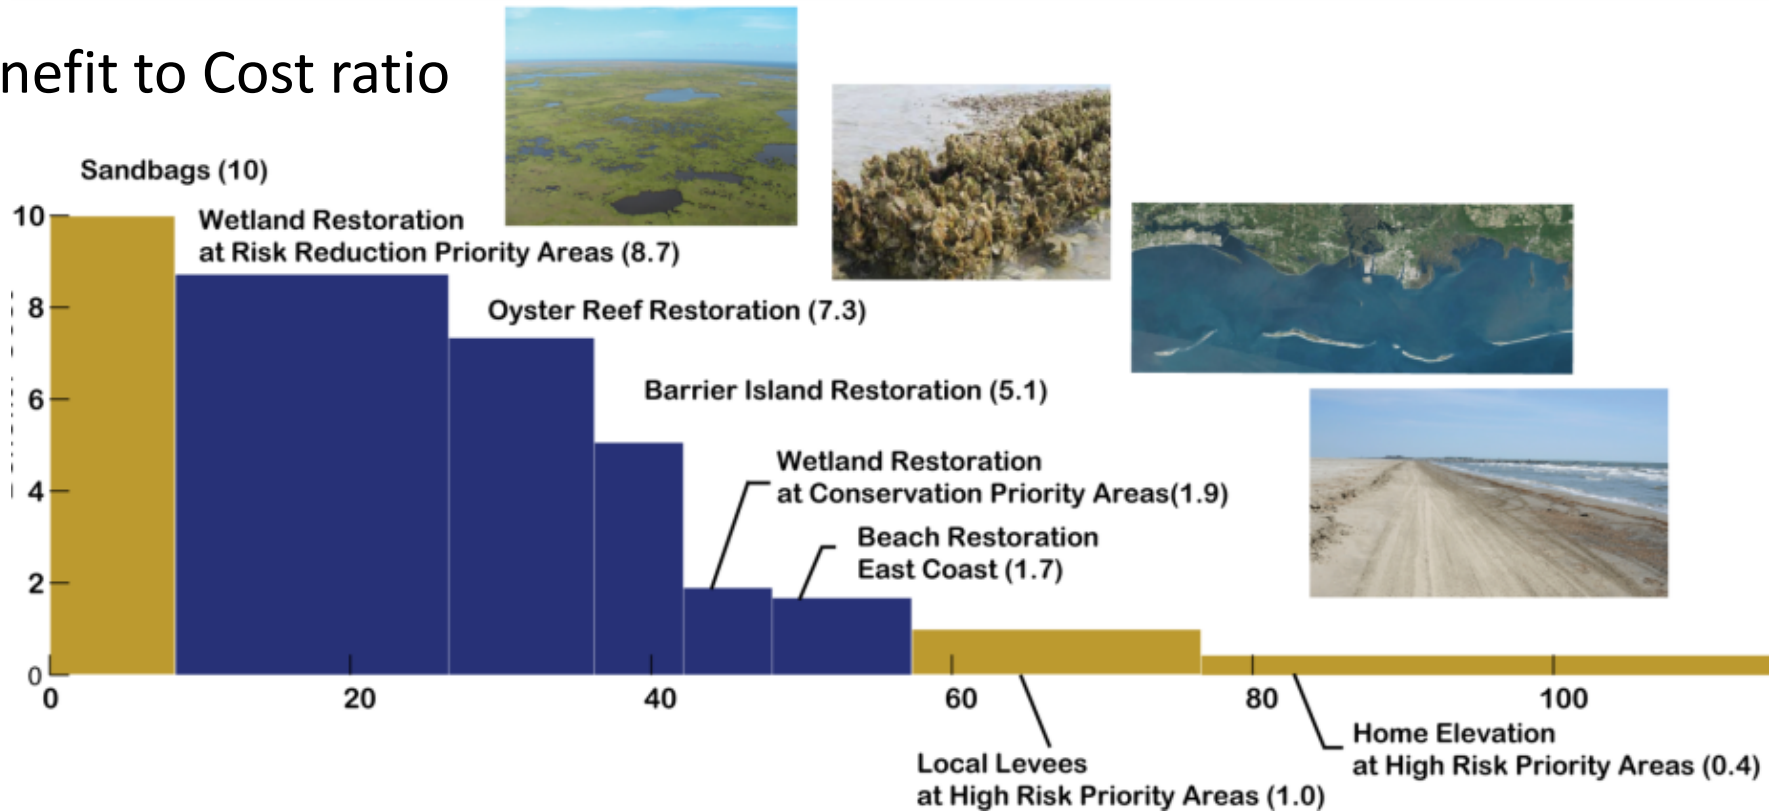 nefit to Cost ratio
Sandbags (10)
10
Wetland Restoration
at Risk Reduction Priority Areas (8.7)
8
Oyster Reef Restoration (7.3)
6
Barrier Island Restoration (5.1)
Wetland Restoration
at Conservation Priority Areas(1.9)
4
Beach Restoration
East Coast (1.7)
2
0
0 20 40 60 80 100
Home Elevation
at High Risk Priority Areas (0.4)
Local Levees
at High Risk Priority Areas (1.0)